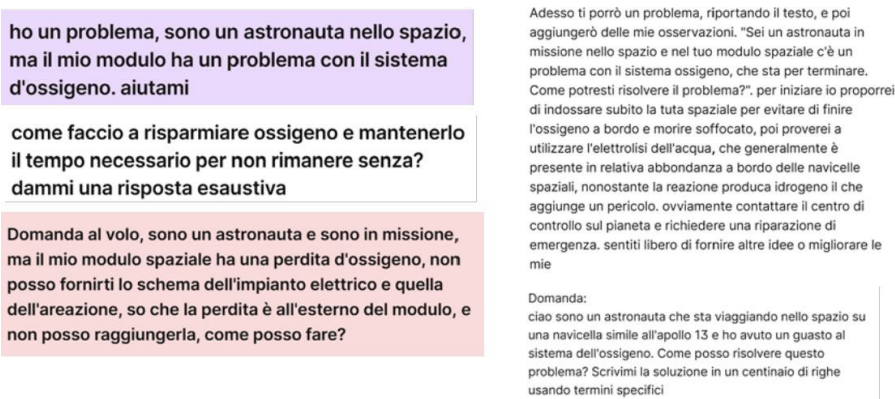 ho un problema, sono un astronauta nello spazio,
ma il mio modulo ha un problema con il sistema
d'ossigeno. aiutami
come faccio a risparmiare ossigeno e mantenerlo
il tempo necessario per non rimanere senza?
dammi una risposta esaustiva
Domanda al volo, sono un astronauta e sono in missione,
ma il mio modulo spaziale ha una perdita d'ossigeno, non
posso fornirti lo schema dell'impianto elettrico e quella
dell'areazione, so che la perdita è all'esterno del modulo, e
non posso raggiungerla, come posso fare?
Adesso ti porrò un problema, riportando il testo, e poi
aggiungerò delle mie osservazioni. "Sei un astronauta in
missione nello spazio e nel tuo modulo spaziale c'è un
problema con il sistema ossigeno, che sta per terminare.
Come potresti risolvere il problema?". per iniziare io proporrei
di indossare subito la tuta spaziale per evitare di finire
l'ossigeno a bordo e morire soffocato, poi proverei a
utilizzare l'elettrolisi dell'acqua, che generalmente è
presente in relativa abbondanza a bordo delle navicelle
spaziali, nonostante la reazione produca idrogeno il che
aggiunge un pericolo. ovviamente contattare il centro di
controllo sul pianeta e richiedere una riparazione di
emergenza. sentiti libero di fornire altre idee o migliorare le
mie
Domanda:
ciao sono un astronauta che sta viaggiando nello spazio su
una navicella simile all'apollo 13 e ho avuto un guasto al
sistema dell'ossigeno. Come posso risolvere questo
problema? Scrivimi la soluzione in un centinaio di righe
usando termini specifici